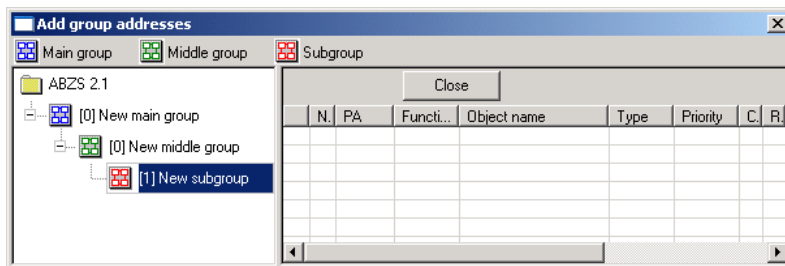 Add group addresses
Main group Middle group Subgroup
ABZS 2.1
[0] New main group
[0] New middle group
[1] New subgroup
Close
N. PA Functi... Object name Type Priority C. R.